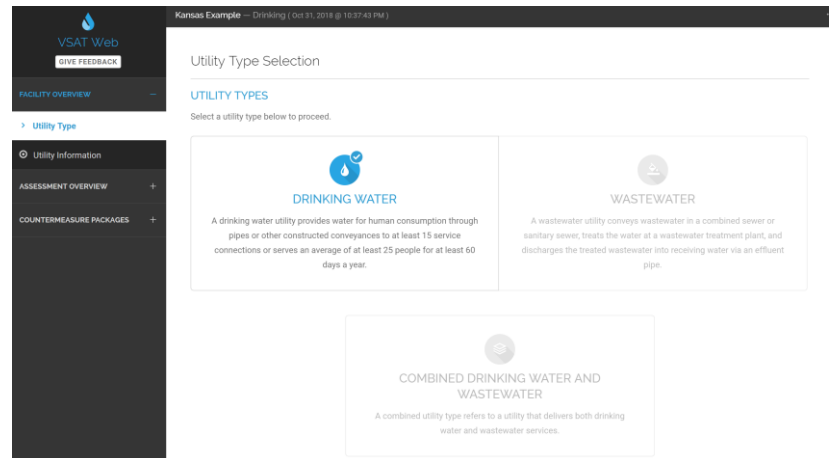 Kansas Example — Drinking ( Oct 31, 2018 @ 10:37:43 PM )
VSAT Web
GIVE FEEDBACK
FACILITY OVERVIEW −
> Utility Type
Utility Information
ASSESSMENT OVERVIEW +
COUNTERMEASURE PACKAGES +
Utility Type Selection
UTILITY TYPES
Select a utility type below to proceed.
DRINKING WATER
A drinking water utility provides water for human consumption through
pipes or other constructed conveyances to at least 15 service
connections or serves an average of at least 25 people for at least 60
days a year.
WASTEWATER
A wastewater utility conveys wastewater in a combined sewer or
sanitary sewer, treats the water at a wastewater treatment plant, and
discharges the treated wastewater into receiving water via an effluent
pipe.
COMBINED DRINKING WATER AND
WASTEWATER
A combined utility type refers to a utility that delivers both drinking
water and wastewater services.